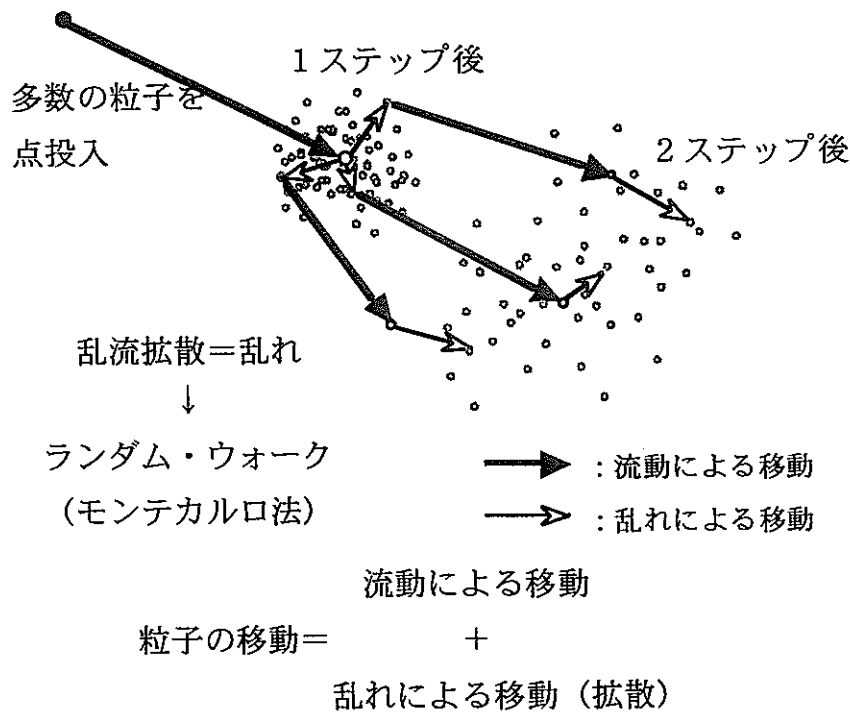 1ステップ後
多数の粒子を
点投入
2ステップ後
乱流拡散＝乱れ
↓
ランダム・ウォーク
（モンテカルロ法）
：流動による移動
：乱れによる移動
流動による移動
粒子の移動＝ ＋
乱れによる移動（拡散）